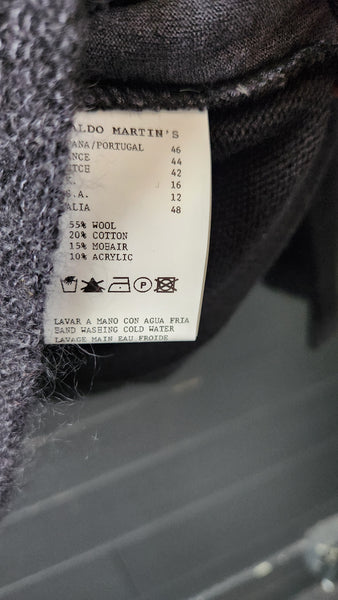 ALDO MARTIN'S
ANA/PORTUGAL 46
ANCE 44
TCH 42
. 16
.A. 12
ALIA 48
55% WOOL
20% COTTON
15% MOHAIR
10% ACRYLIC
P
LAVAR A MANO CON AGUA FRIA
HAND WASHING COLD WATER
LAVAGE MAIN EAU FROIDE